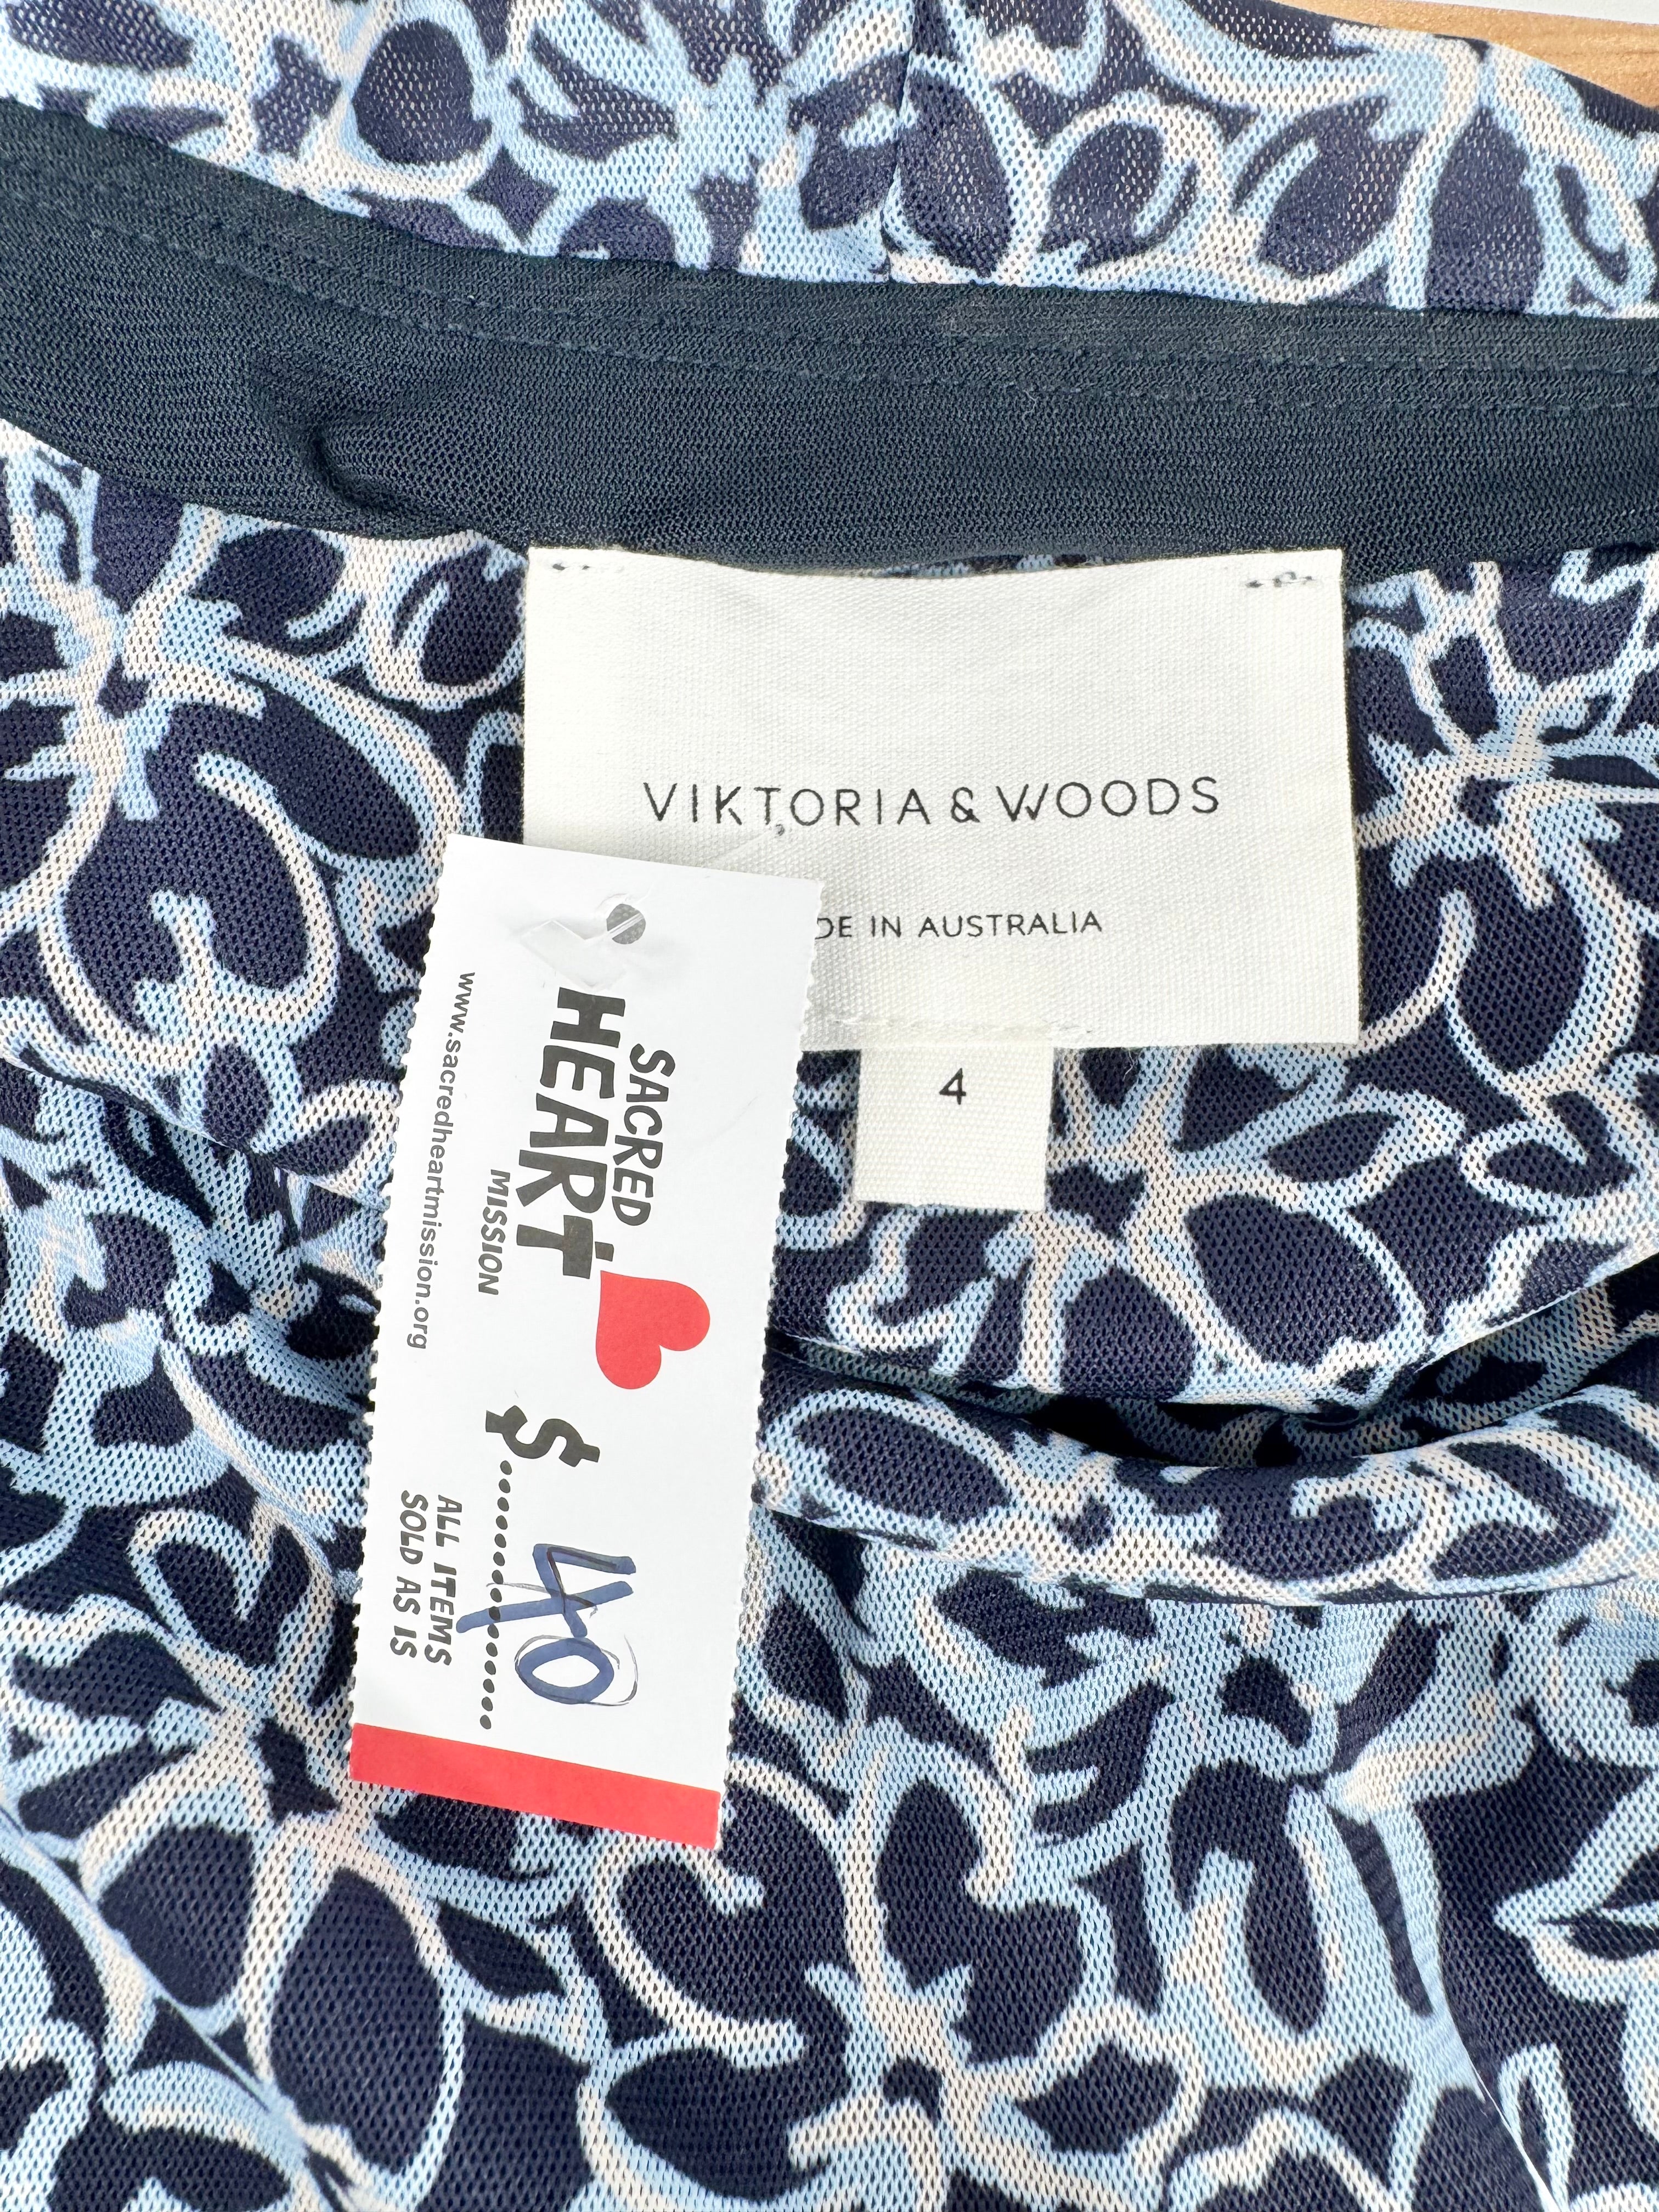 VIKTORIA & WOODS
DE IN AUSTRALIA
4
SACRED
HEART
MISSION
www.sacredheartmission.org
$ 40
ALL ITEMS
SOLD AS IS